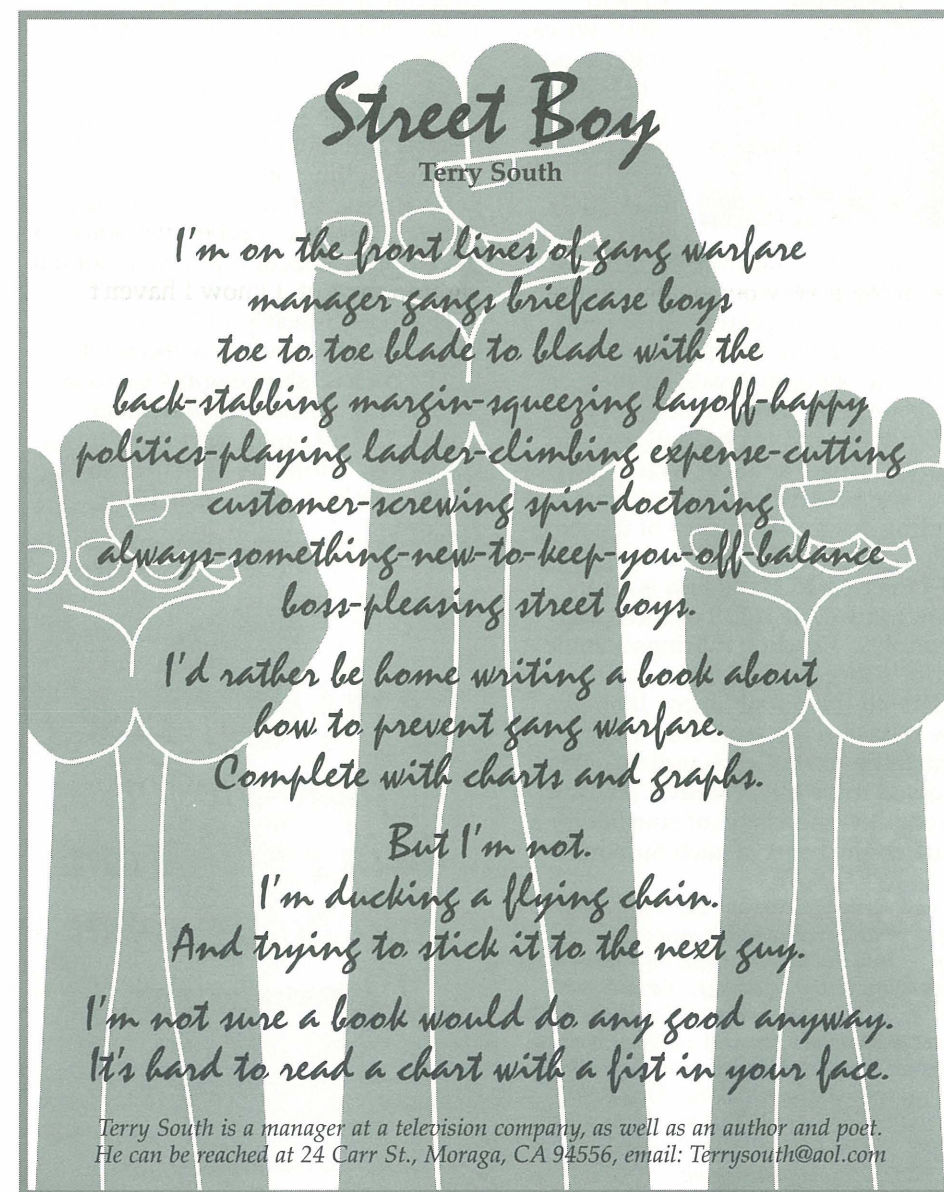 Street Boy
Terry South
I'm on the front lines of gang warfare
manager gangs briefcase boys
toe to toe blade to blade with the
back-stabbing margin-squeezing layoff-happy
politics-playing ladder-climbing expense-cutting
customer-screwing spin-doctoring
always-something-new-to-keep-you-off-balance
boss-pleasing street boys.
I'd rather be home writing a book about
how to prevent gang warfare.
Complete with charts and graphs.
But I'm not.
I'm ducking a flying chain.
And trying to stick it to the next guy.
I'm not sure a book would do any good anyway.
It's hard to read a chart with a fist in your face.
Terry South is a manager at a television company, as well as an author and poet.
He can be reached at 24 Carr St., Moraga, CA 94556, email: Terrysouth@aol.com